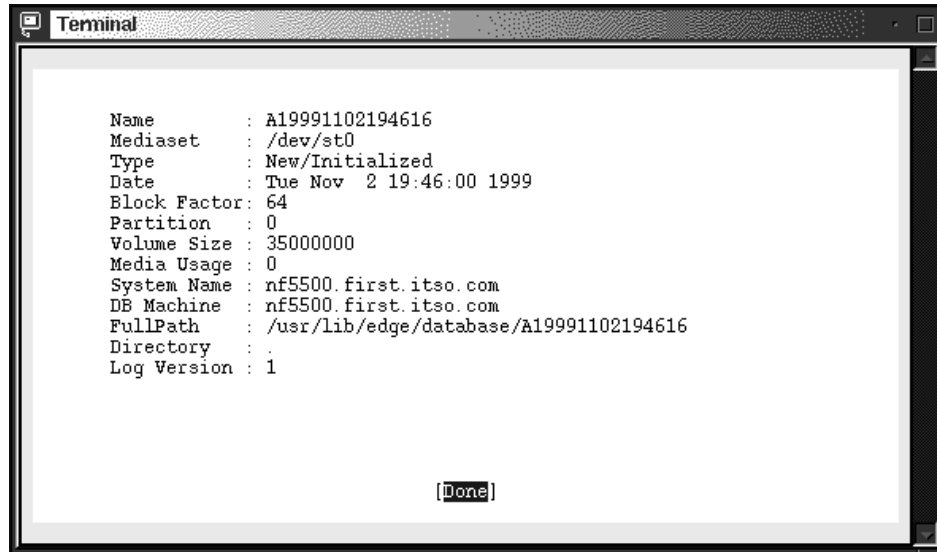 Terminal
Name         : A19991102194616
Mediaset     : /dev/st0
Type         : New/Initialized
Date         : Tue Nov  2 19:46:00 1999
Block Factor: 64
Partition    : 0
Volume Size : 35000000
Media Usage : 0
System Name : nf5500.first.itso.com
DB Machine   : nf5500.first.itso.com
FullPath     : /usr/lib/edge/database/A19991102194616
Directory    : .
Log Version : 1
[Done]